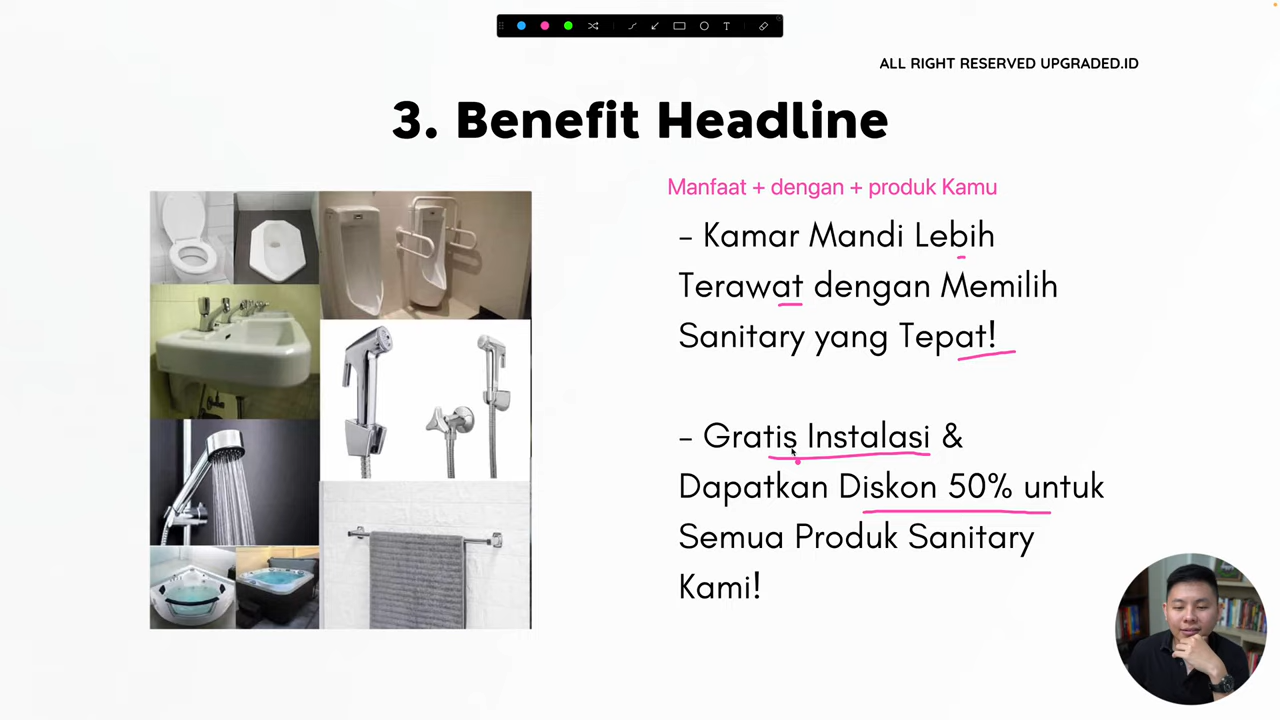 T
ALL RIGHT RESERVED UPGRADED.ID
3. Benefit Headline
Manfaat + dengan + produk Kamu
- Kamar Mandi Lebih
Terawat dengan Memilih
Sanitary yang Tepat!
- Gratis Instalasi &
Dapatkan Diskon 50% untuk
Semua Produk Sanitary
Kami!